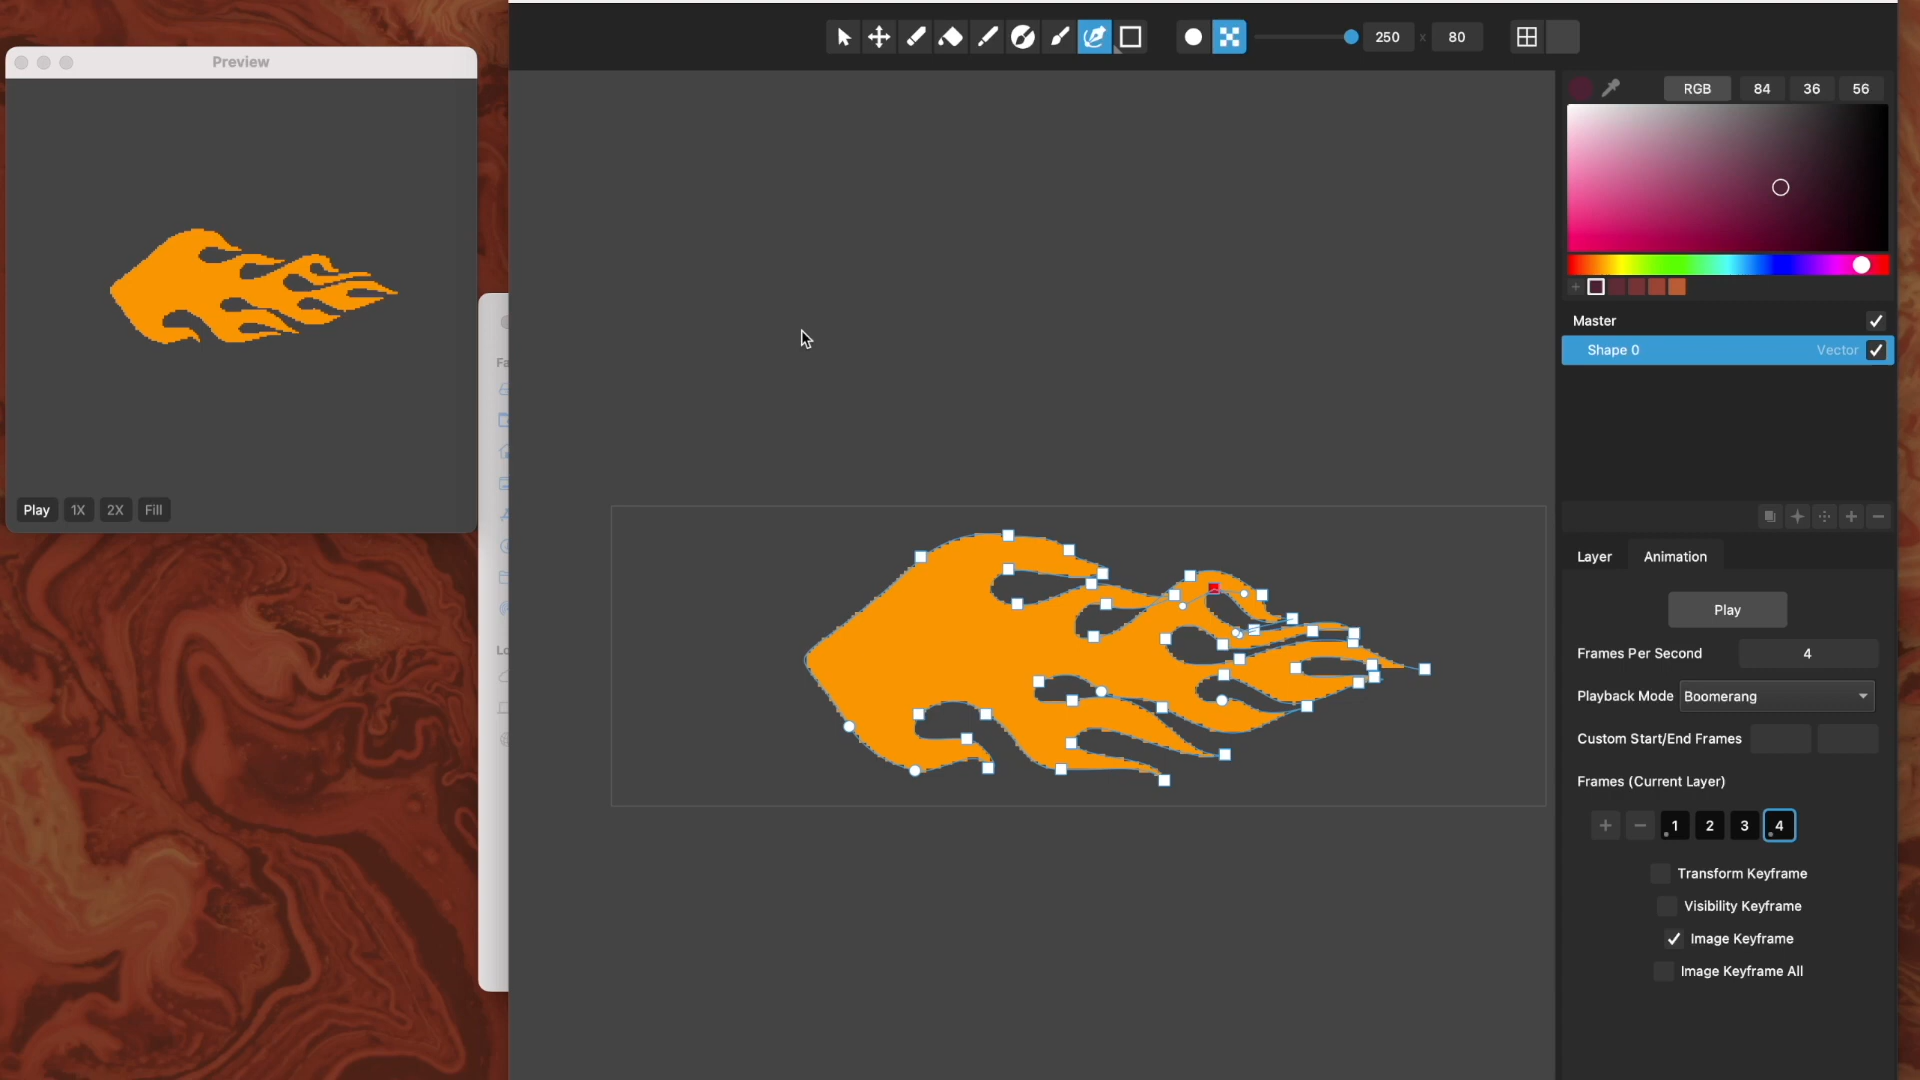 Preview
Play 1X 2X Fill
Fa
Lo
250 x 80
RGB 84 36 56
Master
Shape 0 Vector
Layer Animation
Play
Frames Per Second 4
Playback Mode Boomerang
Custom Start/End Frames
Frames (Current Layer)
+ − 1 2 3 4
Transform Keyframe
Visibility Keyframe
Image Keyframe
Image Keyframe All